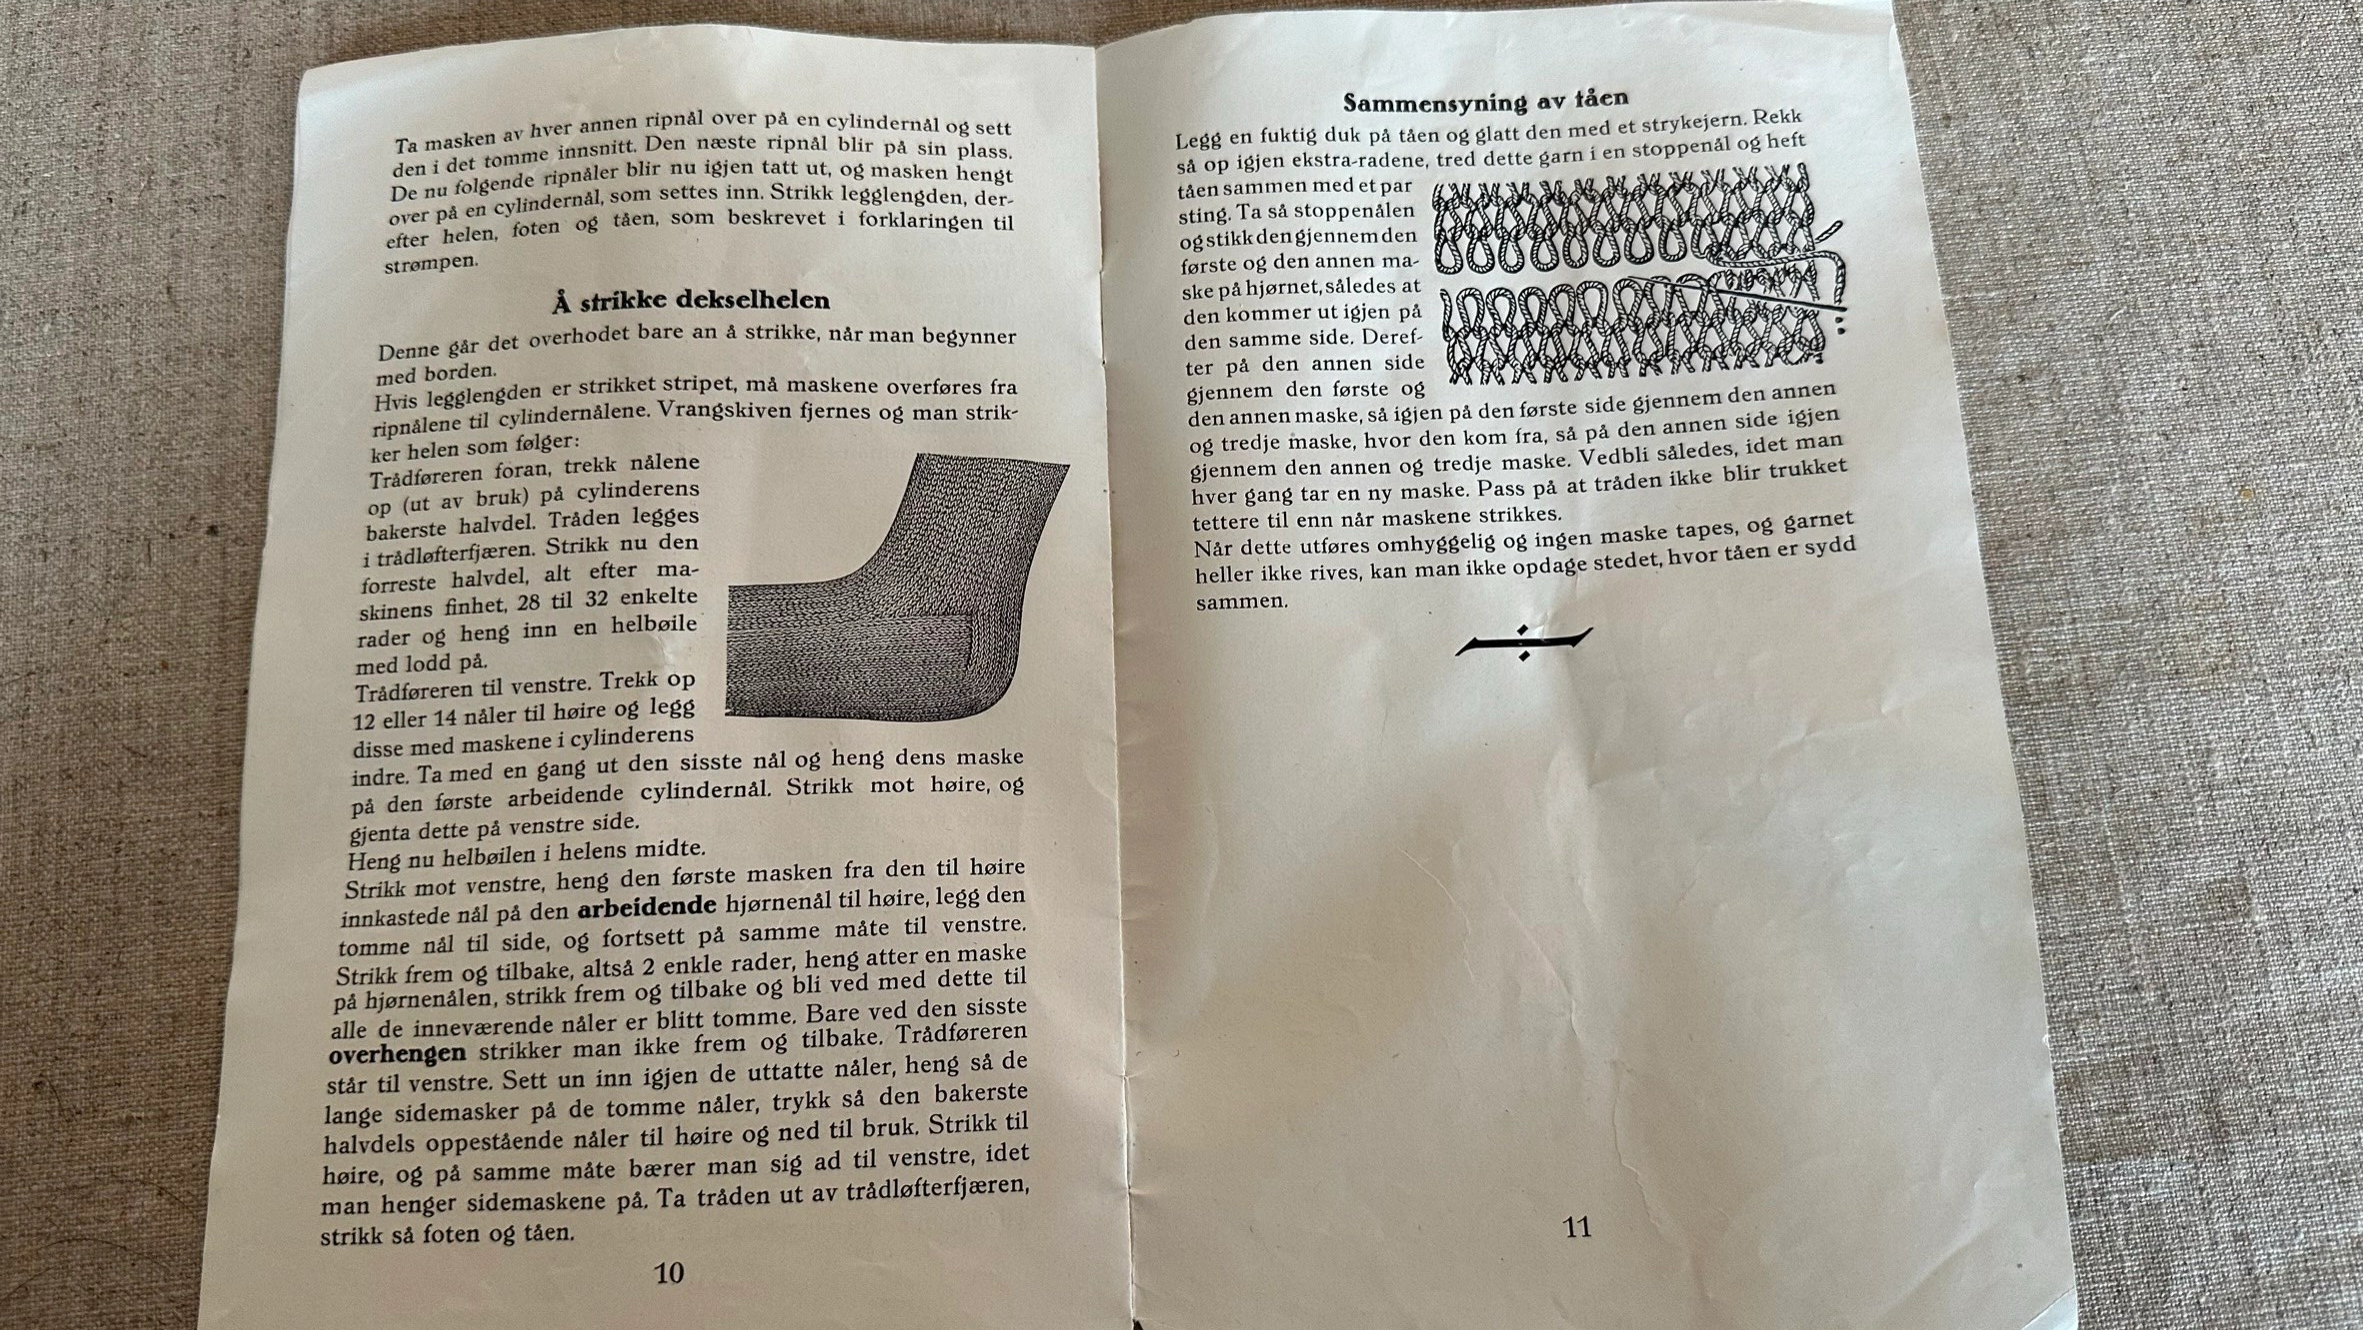 Ta masken av hver annen ripnål over på en cylindernål og sett
den i det tomme innsnitt. Den næste ripnål blir på sin plass.
De nu følgende ripnåler blir nu igjen tatt ut, og masken hengt
over på en cylindernål, som settes inn. Strikk legglengden, der-
efter helen, foten og tåen, som beskrevet i forklaringen til
strømpen.
Å strikke dekselhelen
Denne går det overhodet bare an å strikke, når man begynner
med borden.
Hvis legglengden er strikket stripet, må maskene overføres fra
ripnålene til cylindernålene. Vrangskiven fjernes og man strik-
ker helen som følger:
Trådføreren foran, trekk nålene
op (ut av bruk) på cylinderens
bakerste halvdel. Tråden legges
i trådløfterfjæren. Strikk nu den
forreste halvdel, alt efter ma-
skinens finhet, 28 til 32 enkelte
rader og heng inn en helbøile
med lodd på.
Trådføreren til venstre. Trekk op
12 eller 14 nåler til høire og legg
disse med maskene i cylinderens
indre. Ta med en gang ut den sisste nål og heng dens maske
på den første arbeidende cylindernål. Strikk mot høire, og
gjenta dette på venstre side.
Heng nu helbøilen i helens midte.
Strikk mot venstre, heng den første masken fra den til høire
innkastede nål på den arbeidende hjørnenål til høire, legg den
tomme nål til side, og fortsett på samme måte til venstre.
Strikk frem og tilbake, altså 2 enkle rader, heng atter en maske
på hjørnenålen, strikk frem og tilbake og bli ved med dette til
alle de inneværende nåler er blitt tomme. Bare ved den sisste
overhengen strikker man ikke frem og tilbake. Trådføreren
står til venstre. Sett un inn igjen de uttatte nåler, heng så de
lange sidemasker på de tomme nåler, trykk så den bakerste
halvdels oppestående nåler til høire og ned til bruk. Strikk til
høire, og på samme måte bærer man sig ad til venstre, idet
man henger sidemaskene på. Ta tråden ut av trådløfterfjæren,
strikk så foten og tåen.
10
Sammensyning av tåen
Legg en fuktig duk på tåen og glatt den med et strykejern. Rekk
så op igjen ekstra-radene, tred dette garn i en stoppenål og heft
tåen sammen med et par
sting. Ta så stoppenålen
og stikk den gjennem den
første og den annen ma-
ske på hjørnet, således at
den kommer ut igjen på
den samme side. Deref-
ter på den annen side
gjennem den første og
den annen maske, så igjen på den første side gjennem den annen
og tredje maske, hvor den kom fra, så på den annen side igjen
gjennem den annen og tredje maske. Vedbli således, idet man
hver gang tar en ny maske. Pass på at tråden ikke blir trukket
tettere til enn når maskene strikkes.
Når dette utføres omhyggelig og ingen maske tapes, og garnet
heller ikke rives, kan man ikke opdage stedet, hvor tåen er sydd
sammen.
11